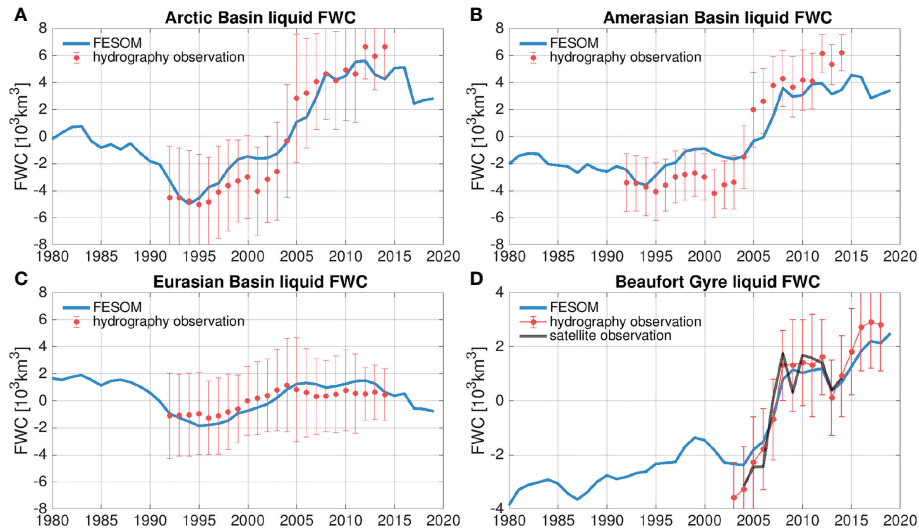 A Arctic Basin liquid FWC
FESOM
hydrography observation
FWC [10³km³]
8
6
4
2
0
-2
-4
-6
-8
1980 1985 1990 1995 2000 2005 2010 2015 2020
B Amerasian Basin liquid FWC
FESOM
hydrography observation
FWC [10³km³]
8
6
4
2
0
-2
-4
-6
-8
1980 1985 1990 1995 2000 2005 2010 2015 2020
C Eurasian Basin liquid FWC
FESOM
hydrography observation
FWC [10³km³]
8
6
4
2
0
-2
-4
-6
-8
1980 1985 1990 1995 2000 2005 2010 2015 2020
D Beaufort Gyre liquid FWC
FESOM
hydrography observation
satellite observation
FWC [10³km³]
4
2
0
-2
-4
1980 1985 1990 1995 2000 2005 2010 2015 2020